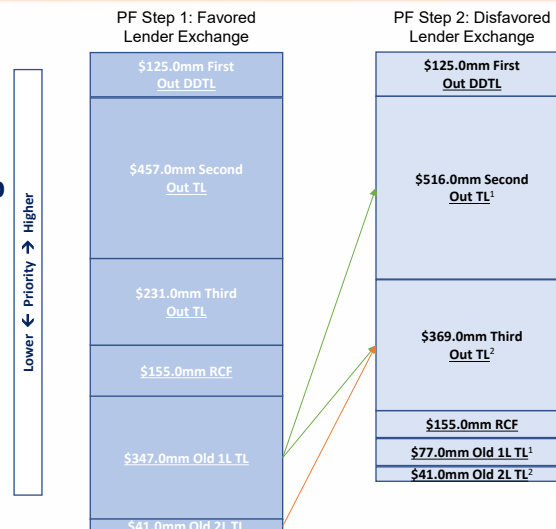 PF Step 1: Favored
Lender Exchange
PF Step 2: Disfavored
Lender Exchange
Lower ← Priority → Higher
$125.0mm First
Out DDTL
$457.0mm Second
Out TL
$231.0mm Third
Out TL
$155.0mm RCF
$347.0mm Old 1L TL
$41.0mm Old 2L TL
$125.0mm First
Out DDTL
$516.0mm Second
Out TL¹
$369.0mm Third
Out TL²
$155.0mm RCF
$77.0mm Old 1L TL¹
$41.0mm Old 2L TL²